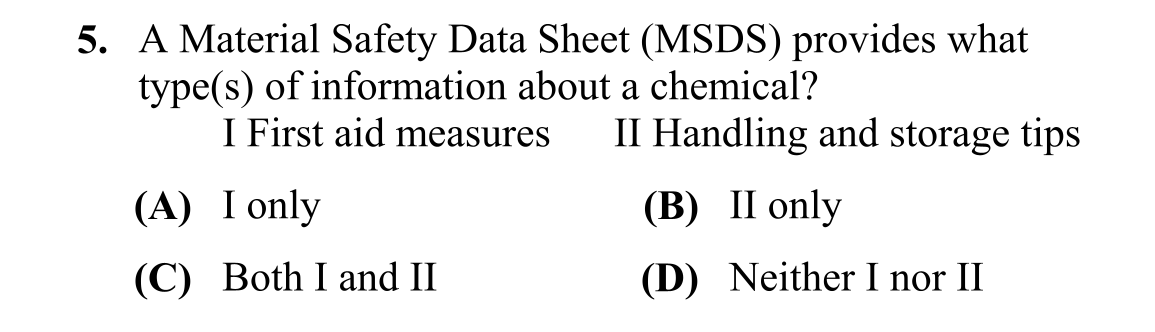 5. A Material Safety Data Sheet (MSDS) provides what
type(s) of information about a chemical?
I First aid measures II Handling and storage tips
(A) I only (B) II only
(C) Both I and II (D) Neither I nor II